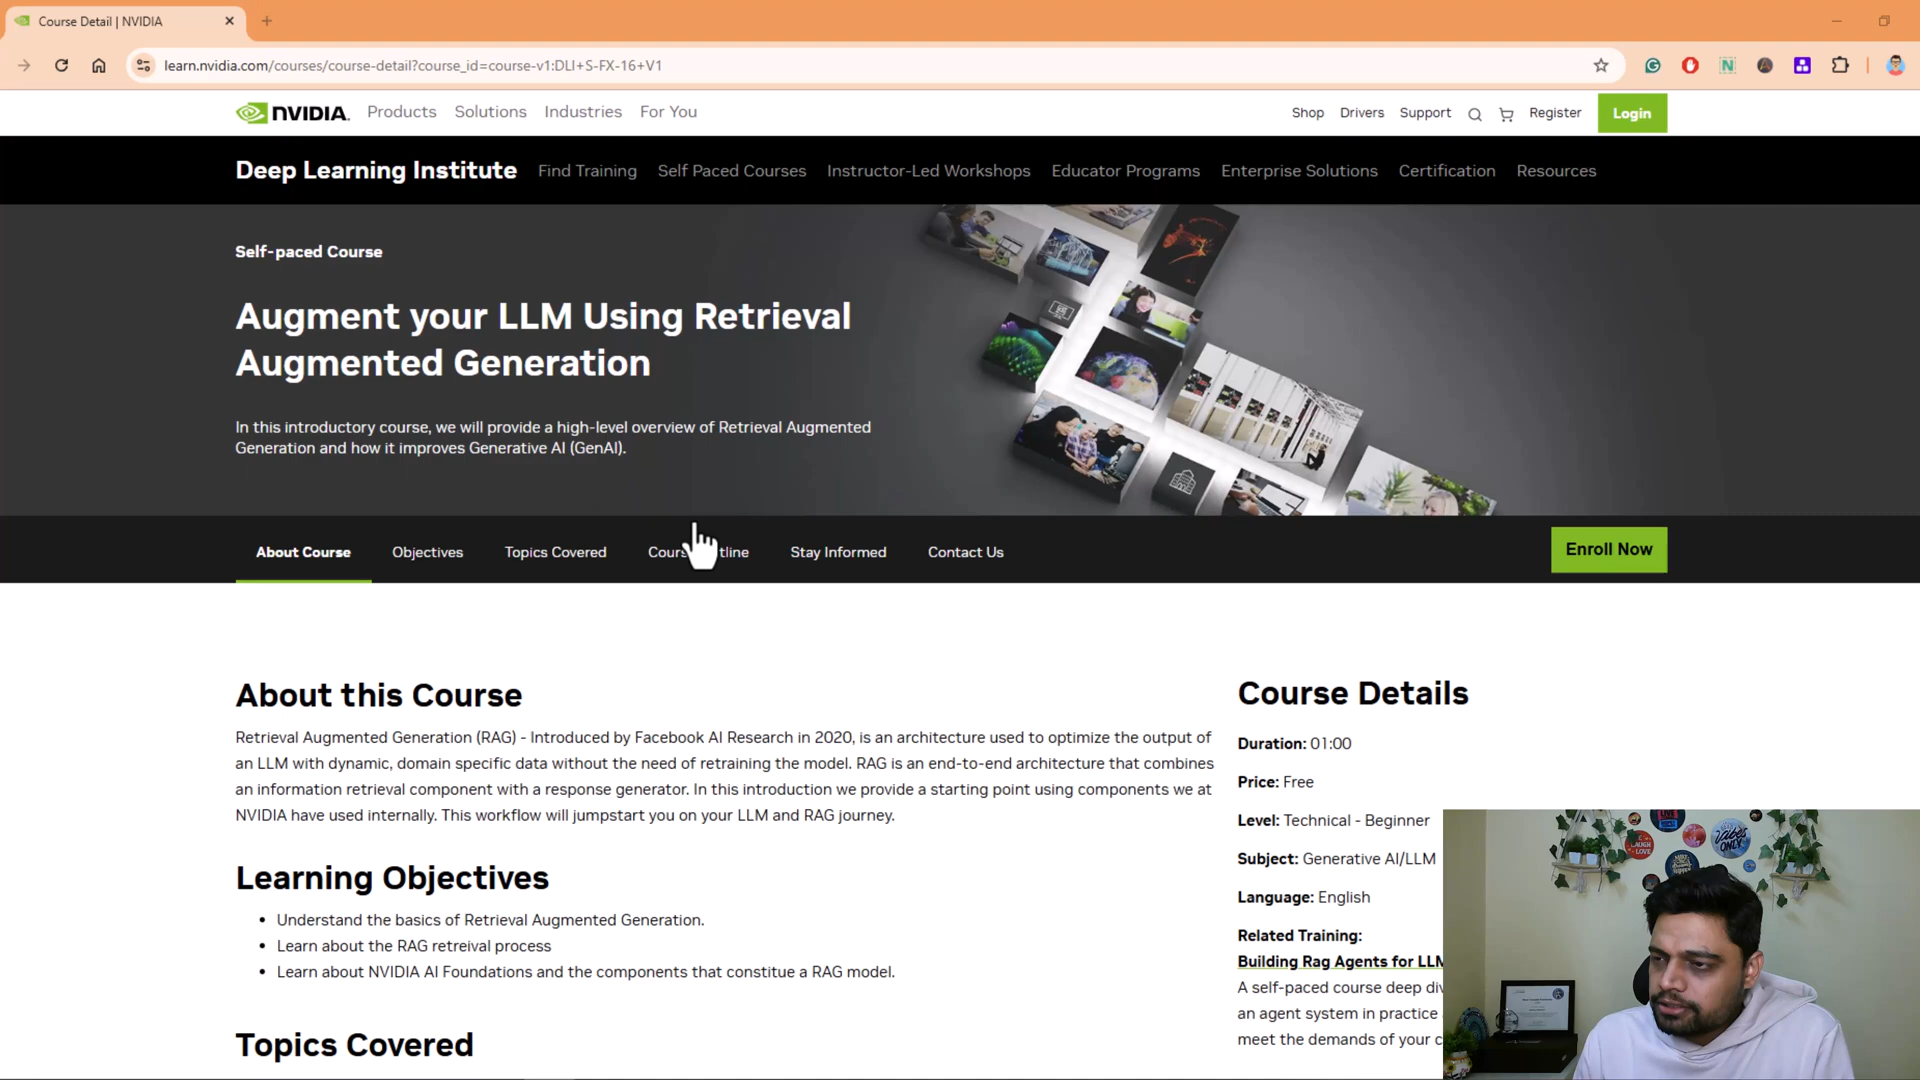 Course Detail | NVIDIA
learn.nvidia.com/courses/course-detail?course_id=course-v1:DLI+S-FX-16+V1
NVIDIA. Products Solutions Industries For You Shop Drivers Support Register Login
Deep Learning Institute Find Training Self Paced Courses Instructor-Led Workshops Educator Programs Enterprise Solutions Certification Resources
Self-paced Course
Augment your LLM Using Retrieval
Augmented Generation
In this introductory course, we will provide a high-level overview of Retrieval Augmented
Generation and how it improves Generative AI (GenAI).
About Course Objectives Topics Covered Cours tline Stay Informed Contact Us Enroll Now
About this Course
Retrieval Augmented Generation (RAG) - Introduced by Facebook AI Research in 2020, is an architecture used to optimize the output of
an LLM with dynamic, domain specific data without the need of retraining the model. RAG is an end-to-end architecture that combines
an information retrieval component with a response generator. In this introduction we provide a starting point using components we at
NVIDIA have used internally. This workflow will jumpstart you on your LLM and RAG journey.
Learning Objectives
• Understand the basics of Retrieval Augmented Generation.
• Learn about the RAG retreival process
• Learn about NVIDIA AI Foundations and the components that constitue a RAG model.
Topics Covered
Course Details
Duration: 01:00
Price: Free
Level: Technical - Beginner
Subject: Generative AI/LLM
Language: English
Related Training:
Building Rag Agents for LLM
A self-paced course deep div
an agent system in practice
meet the demands of your c
LAUGH
LOVE
VIBES
ONLY